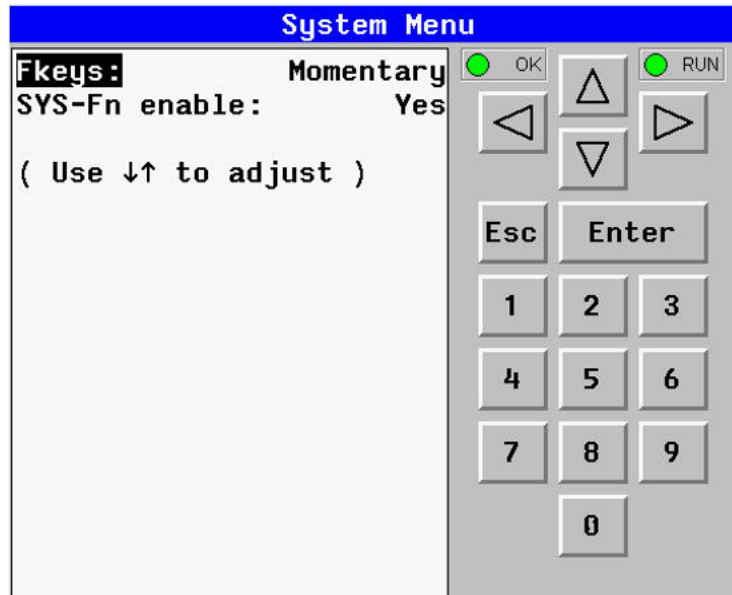 System Menu
Fkeys: Momentary
SYS-Fn enable: Yes
( Use ↓↑ to adjust )
OK
RUN
Esc Enter
1 2 3
4 5 6
7 8 9
0